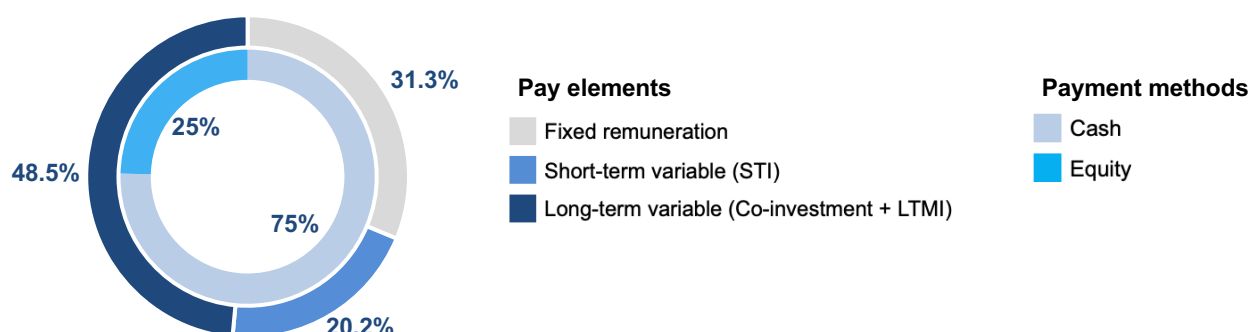 31.3%
25%
48.5%
75%
20.2%
Pay elements
Fixed remuneration
Short-term variable (STI)
Long-term variable (Co-investment + LTMI)
Payment methods
Cash
Equity